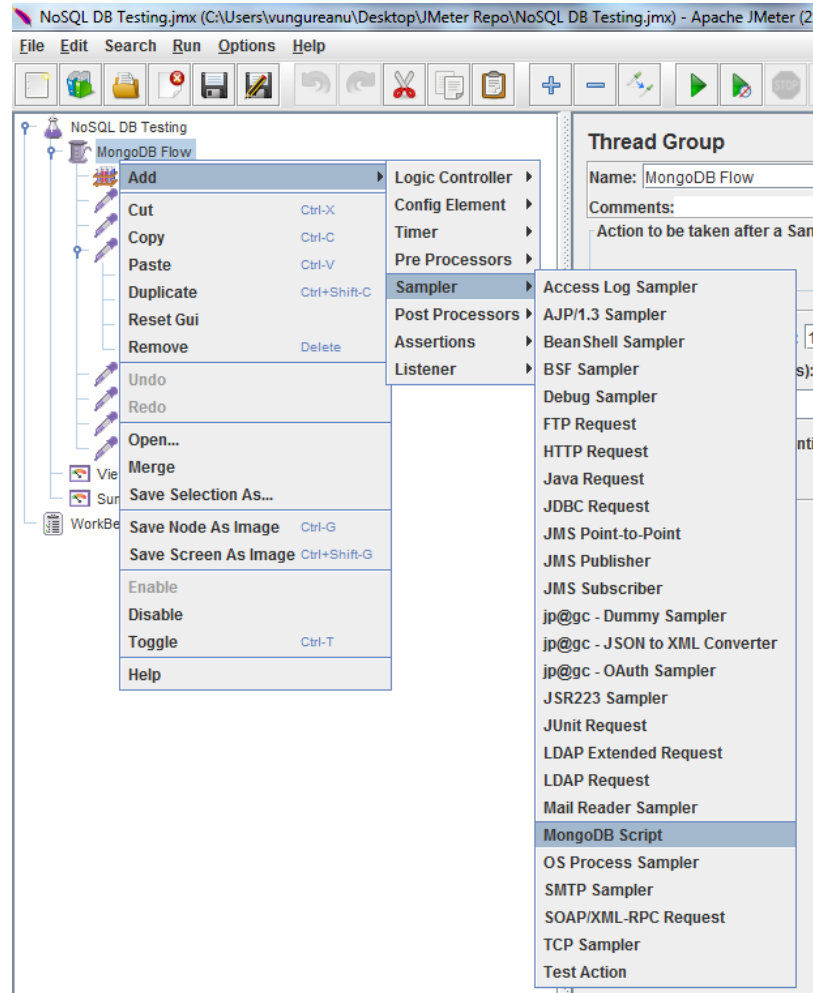 NoSQL DB Testing.jmx (C:\Users\vungureanu\Desktop\JMeter Repo\NoSQL DB Testing.jmx) - Apache JMeter (2
File Edit Search Run Options Help
STOP
NoSQL DB Testing
MongoDB Flow
Vie
Sum
WorkBe
Add
Cut Ctrl-X
Copy Ctrl-C
Paste Ctrl-V
Duplicate Ctrl+Shift-C
Reset Gui
Remove Delete
Undo
Redo
Open...
Merge
Save Selection As...
Save Node As Image Ctrl-G
Save Screen As Image Ctrl+Shift-G
Enable
Disable
Toggle Ctrl-T
Help
Logic Controller
Config Element
Timer
Pre Processors
Sampler
Post Processors
Assertions
Listener
Access Log Sampler
AJP/1.3 Sampler
BeanShell Sampler
BSF Sampler
Debug Sampler
FTP Request
HTTP Request
Java Request
JDBC Request
JMS Point-to-Point
JMS Publisher
JMS Subscriber
jp@gc - Dummy Sampler
jp@gc - JSON to XML Converter
jp@gc - OAuth Sampler
JSR223 Sampler
JUnit Request
LDAP Extended Request
LDAP Request
Mail Reader Sampler
MongoDB Script
OS Process Sampler
SMTP Sampler
SOAP/XML-RPC Request
TCP Sampler
Test Action
Thread Group
Name: MongoDB Flow
Comments:
Action to be taken after a Sam
: 1
s):
nti